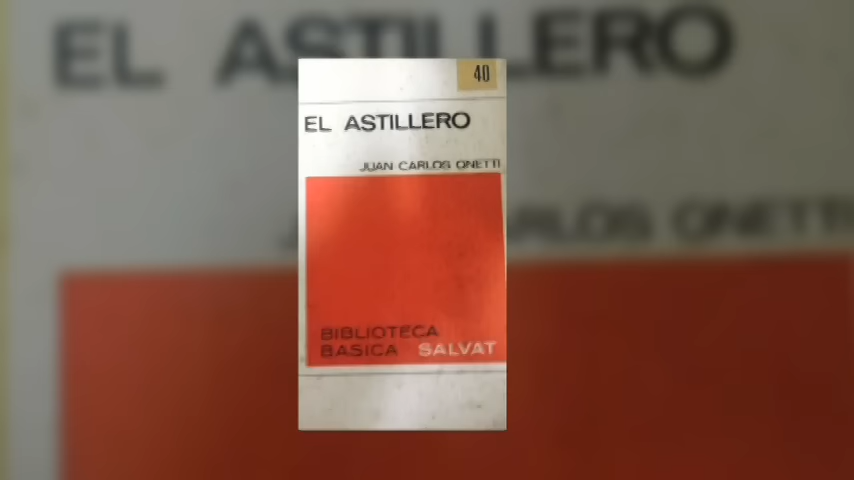 40
EL ASTILLERO
JUAN CARLOS ONETTI
BIBLIOTECA
BASICA SALVAT